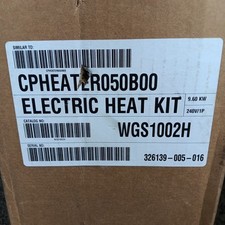 SIMILAR TO:
CPHEATER050B00
ELECTRIC HEAT KIT
9.60 KW
240V/1P
CATALOG NO:
WGS1002H
SERIAL NO:
326139-005-016